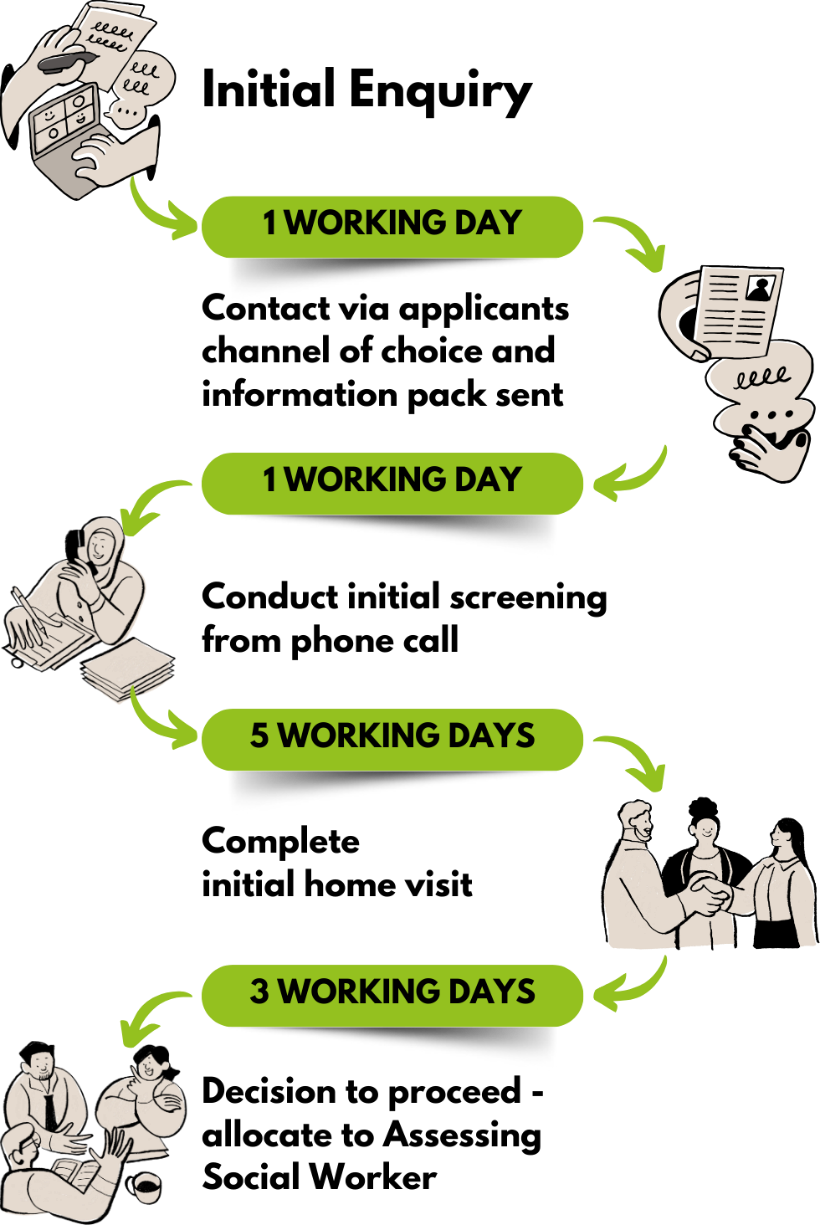 Initial Enquiry
1 WORKING DAY
Contact via applicants
channel of choice and
information pack sent
1 WORKING DAY
Conduct initial screening
from phone call
5 WORKING DAYS
Complete
initial home visit
3 WORKING DAYS
Decision to proceed -
allocate to Assessing
Social Worker